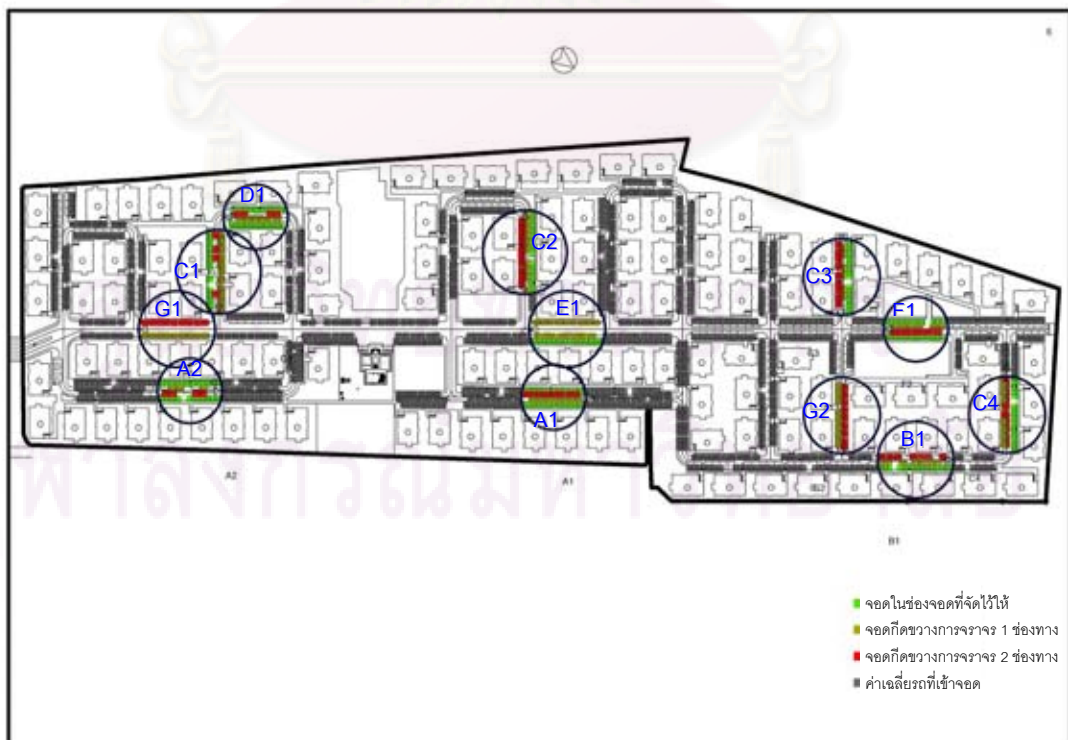 6
D1
C2
C1
C3
G1
E1
F1
A2
A1
G2
C4
B1
A2
A1
B1
จอดในช่องจอดที่จัดไว้ให้
จอดกีดขวางการจราจร 1 ช่องทาง
จอดกีดขวางการจราจร 2 ช่องทาง
ค่าเฉลี่ยรถที่เข้าจอด